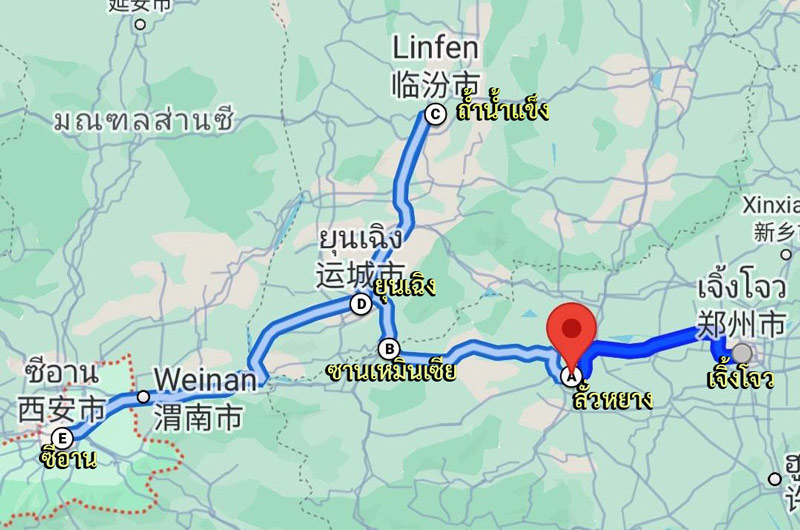 延安市
Linfen
临汾市
C
ถ้ำน้ำแข็ง
มณฑลส่านซี
Xinxia
新乡市
ยุนเฉิง
运城市
ยุนเฉิง
D
เจิ้งโจว
郑州市
เจิ้งโจว
B
ซานเหมินเซีย
A
ลั่วหยาง
ซีอาน
西安市
Weinan
渭南市
E
ซีอาน